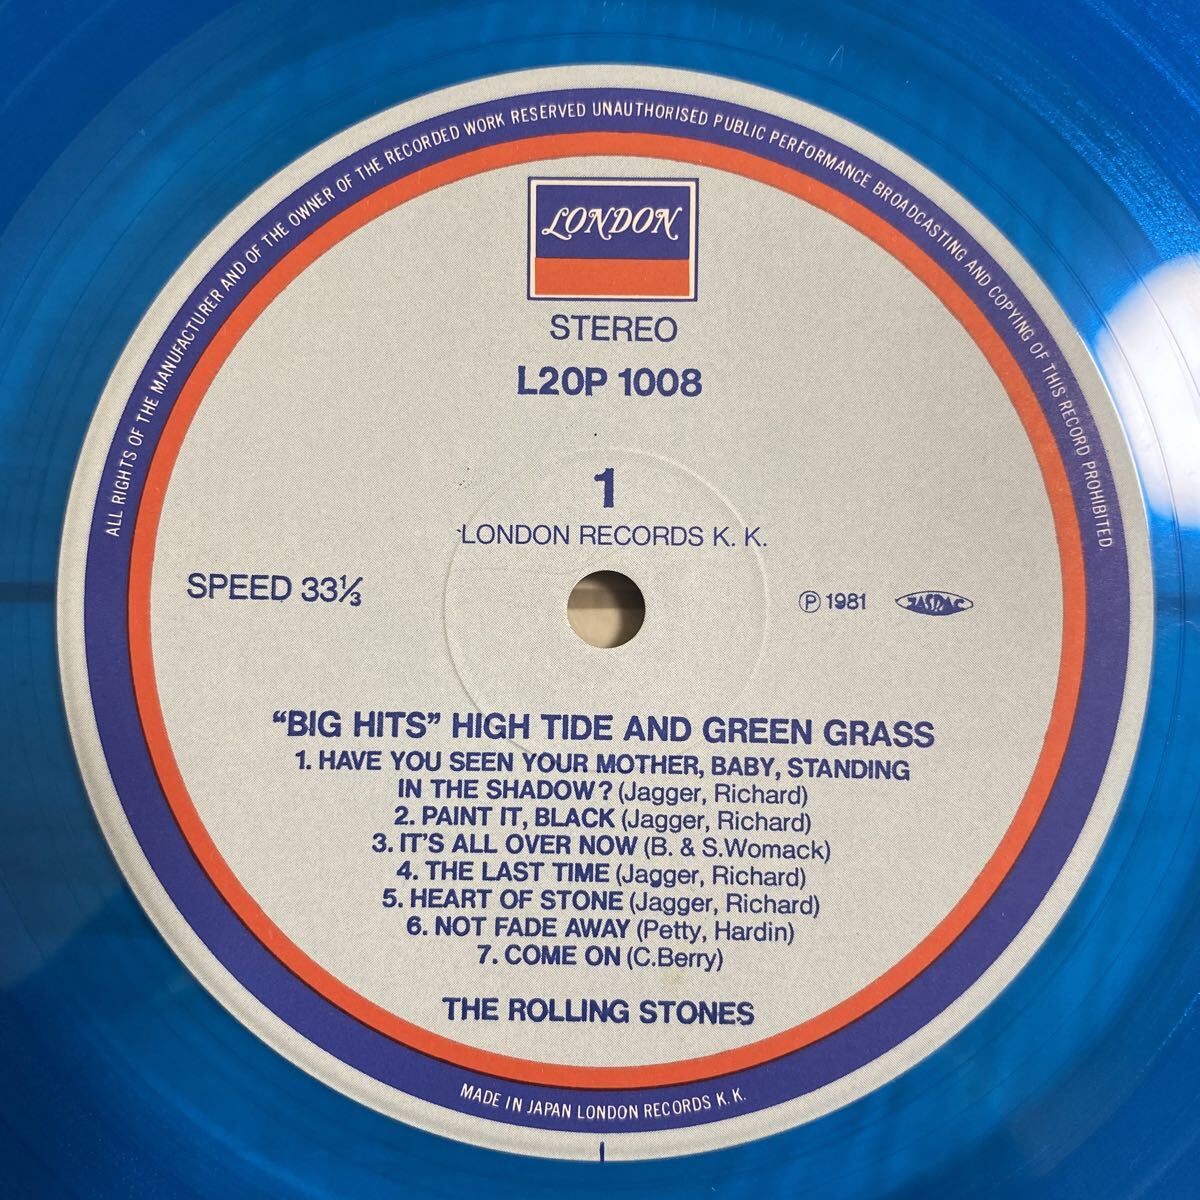 ALL RIGHTS OF THE MANUFACTURER AND OF THE OWNER OF THE RECORDED WORK RESERVED UNAUTHORISED PUBLIC PERFORMANCE BROADCASTING AND COPYING OF THIS RECORD PROHIBITED.
LONDON
STEREO
L20P 1008
1
LONDON RECORDS K. K.
SPEED 33⅓
Ⓟ 1981 JASRAC
“BIG HITS” HIGH TIDE AND GREEN GRASS
1. HAVE YOU SEEN YOUR MOTHER, BABY, STANDING
IN THE SHADOW? (Jagger, Richard)
2. PAINT IT, BLACK (Jagger, Richard)
3. IT'S ALL OVER NOW (B. & S.Womack)
4. THE LAST TIME (Jagger, Richard)
5. HEART OF STONE (Jagger, Richard)
6. NOT FADE AWAY (Petty, Hardin)
7. COME ON (C.Berry)
THE ROLLING STONES
MADE IN JAPAN LONDON RECORDS K. K.